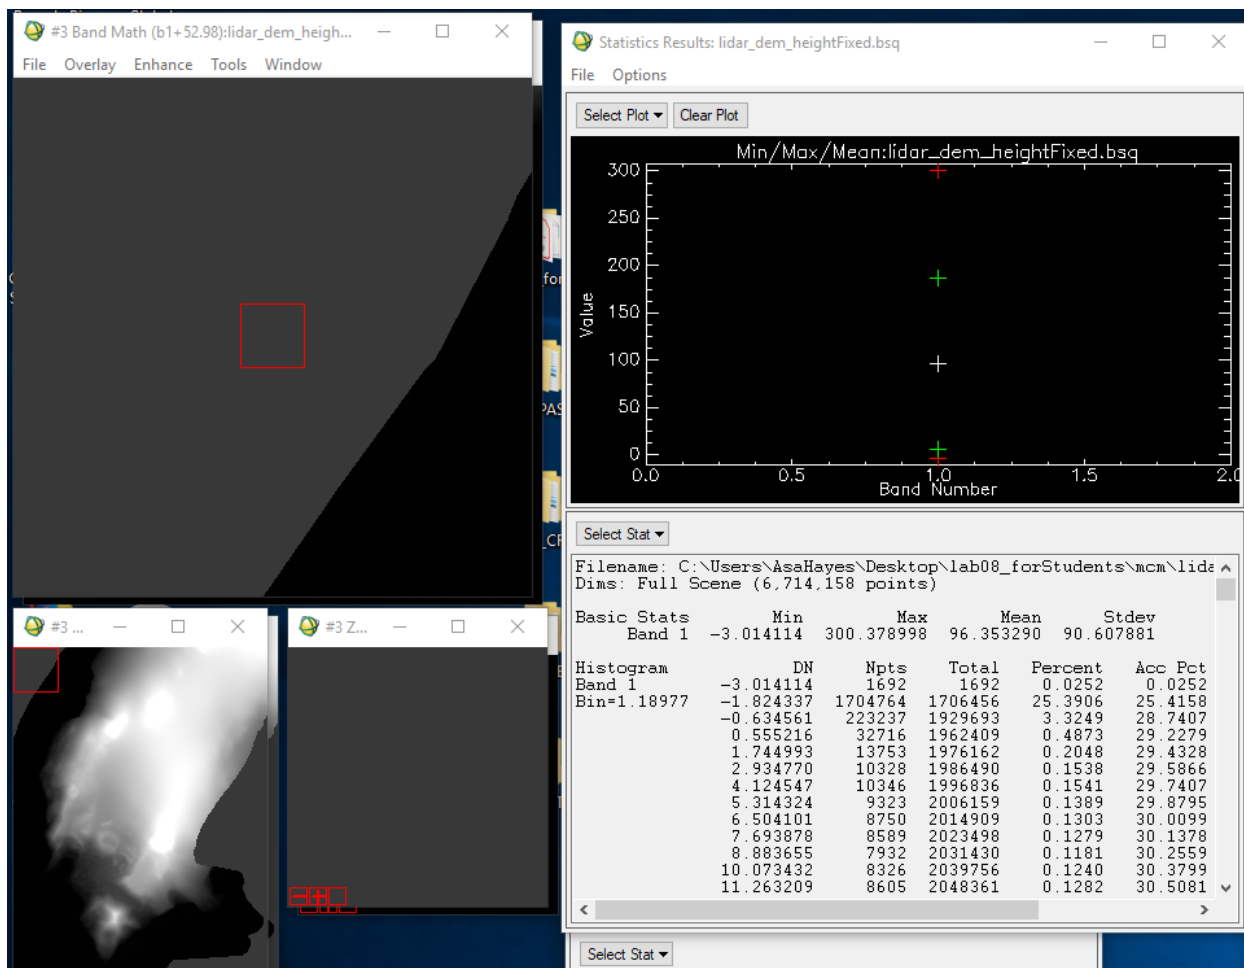 #3 Band Math (b1+52.98):lidar_dem_heigh...
File Overlay Enhance Tools Window
#3 ...
#3 Z...
Statistics Results: lidar_dem_heightFixed.bsq
File Options
Select Plot Clear Plot
Min/Max/Mean:lidar_dem_heightFixed.bsq
300
250
200
150
100
50
0
Value
0.0 0.5 1.0 1.5 2.0
Band Number
Select Stat
Filename: C:\Users\AsaHayes\Desktop\lab08_forStudents\mcm\lida
Dims: Full Scene (6,714,158 points)
Basic Stats Min Max Mean Stdev
Band 1 -3.014114 300.378998 96.353290 90.607881
Histogram DN Npts Total Percent Acc Pct
Band 1 -3.014114 1692 1692 0.0252 0.0252
Bin=1.18977 -1.824337 1704764 1706456 25.3906 25.4158
-0.634561 223237 1929693 3.3249 28.7407
0.555216 32716 1962409 0.4873 29.2279
1.744993 13753 1976162 0.2048 29.4328
2.934770 10328 1986490 0.1538 29.5866
4.124547 10346 1996836 0.1541 29.7407
5.314324 9323 2006159 0.1389 29.8795
6.504101 8750 2014909 0.1303 30.0099
7.693878 8589 2023498 0.1279 30.1378
8.883655 7932 2031430 0.1181 30.2559
10.073432 8326 2039756 0.1240 30.3799
11.263209 8605 2048361 0.1282 30.5081
Select Stat